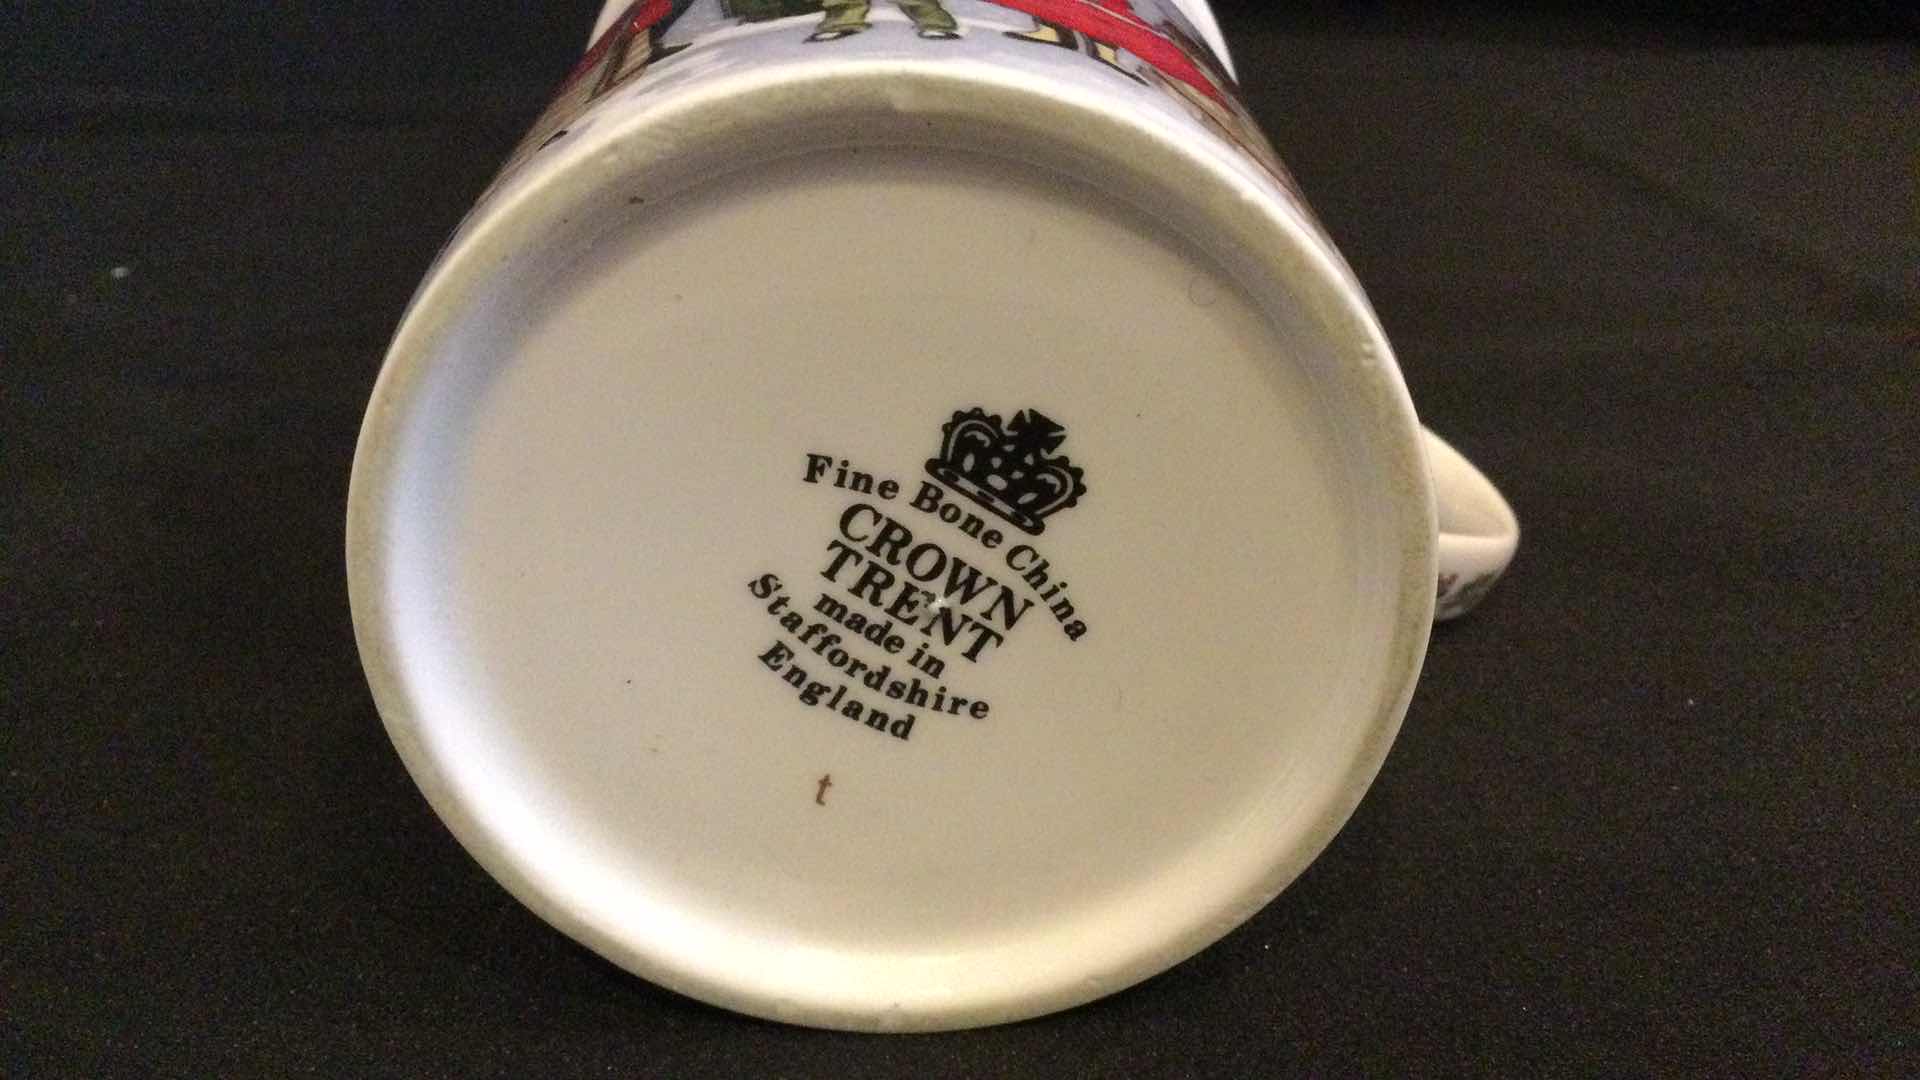 Fine Bone China
CROWN
TRENT
made in
Staffordshire
England
t